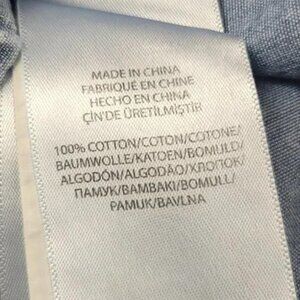 MADE IN CHINA
FABRIQUÉ EN CHINE
HECHO EN CHINA
ÇİN'DE ÜRETİLMİŞTİR
100% COTTON/COTON/COTONE/
BAUMWOLLE/KATOEN/BOMULD/
ALGODÓN/ALGODÃO/ХЛОПОК/
ПАМУК/BAMBAKI/BOMULL/
PAMUK/BAVLNA